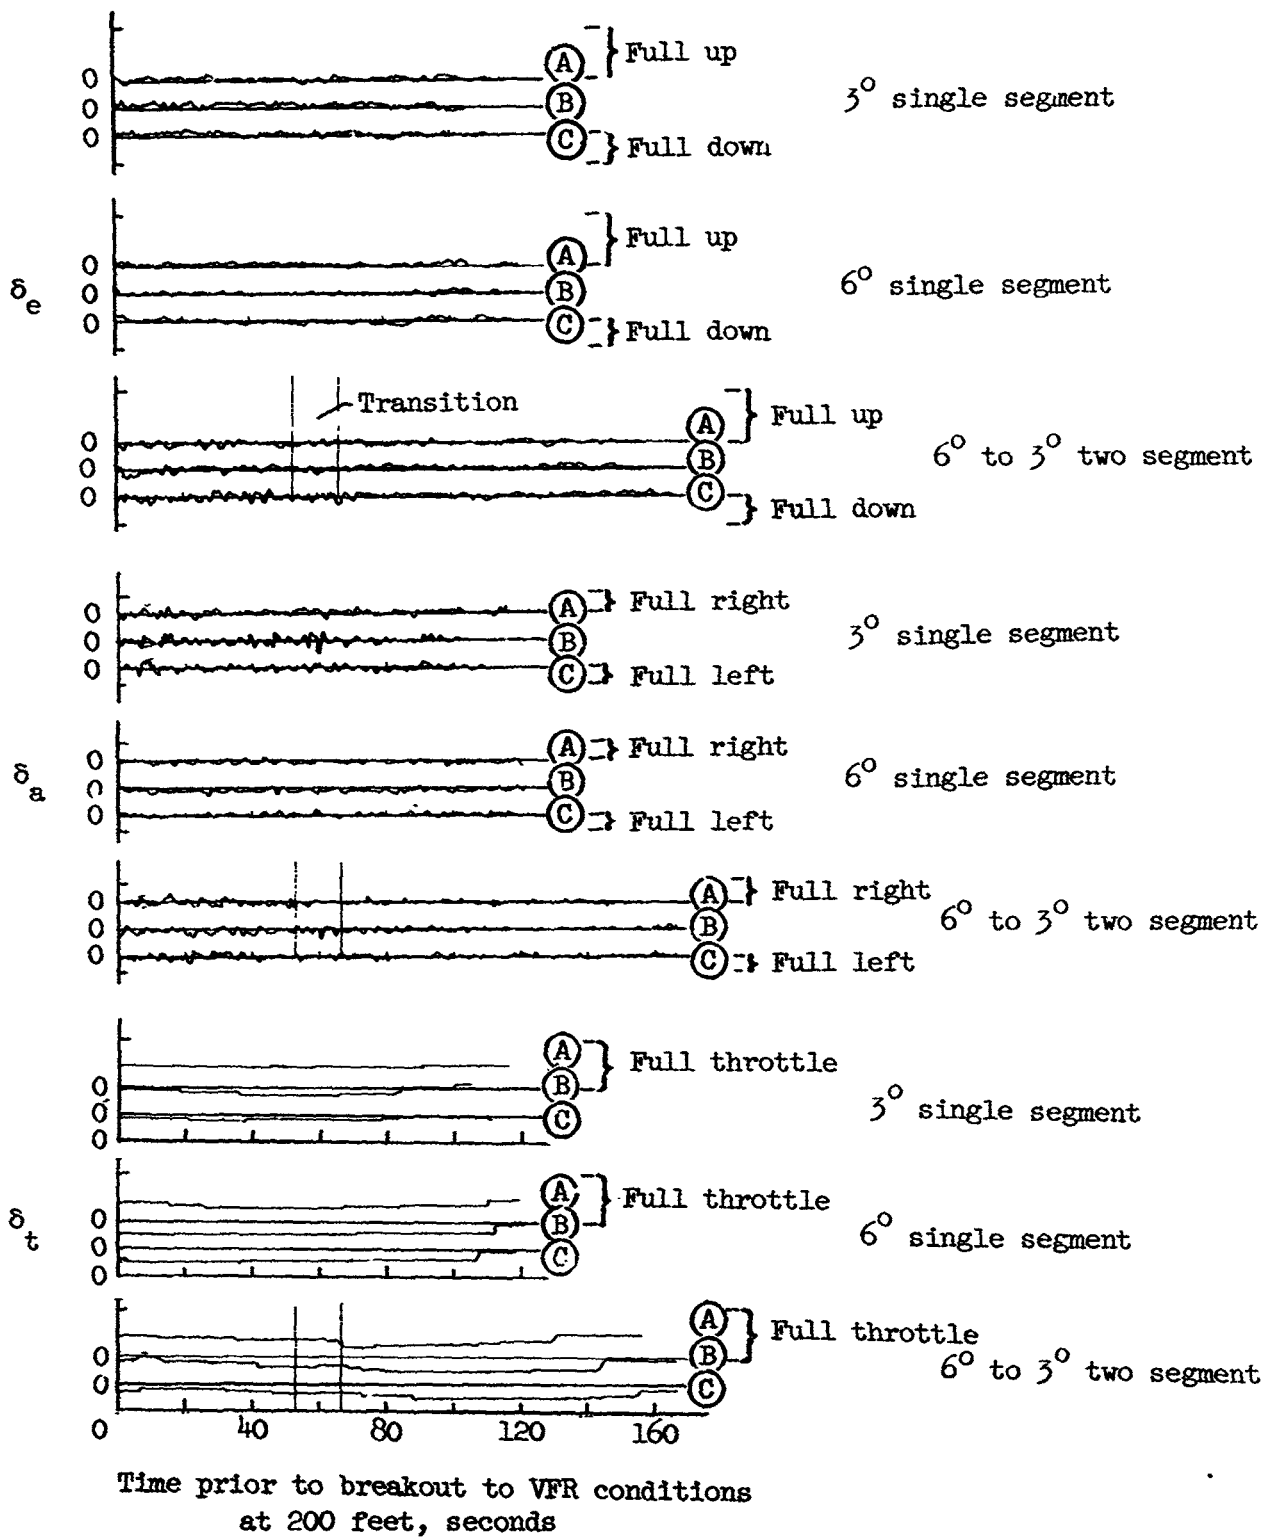 Full up
A
0
B
0
C
0
Full down
3° single segment
Full up
A
0
B
0
C
0
Full down
6° single segment
δe
Transition
Full up
A
0
B
0
C
0
Full down
6° to 3° two segment
Full right
A
0
B
0
C
0
Full left
3° single segment
Full right
A
0
B
0
C
0
Full left
6° single segment
δa
Full right
A
0
B
0
C
0
Full left
6° to 3° two segment
A
Full throttle
0
B
0
C
0
3° single segment
A
Full throttle
0
B
0
C
0
6° single segment
δt
A
Full throttle
0
B
0
C
6° to 3° two segment
0 40 80 120 160
Time prior to breakout to VFR conditions
at 200 feet, seconds